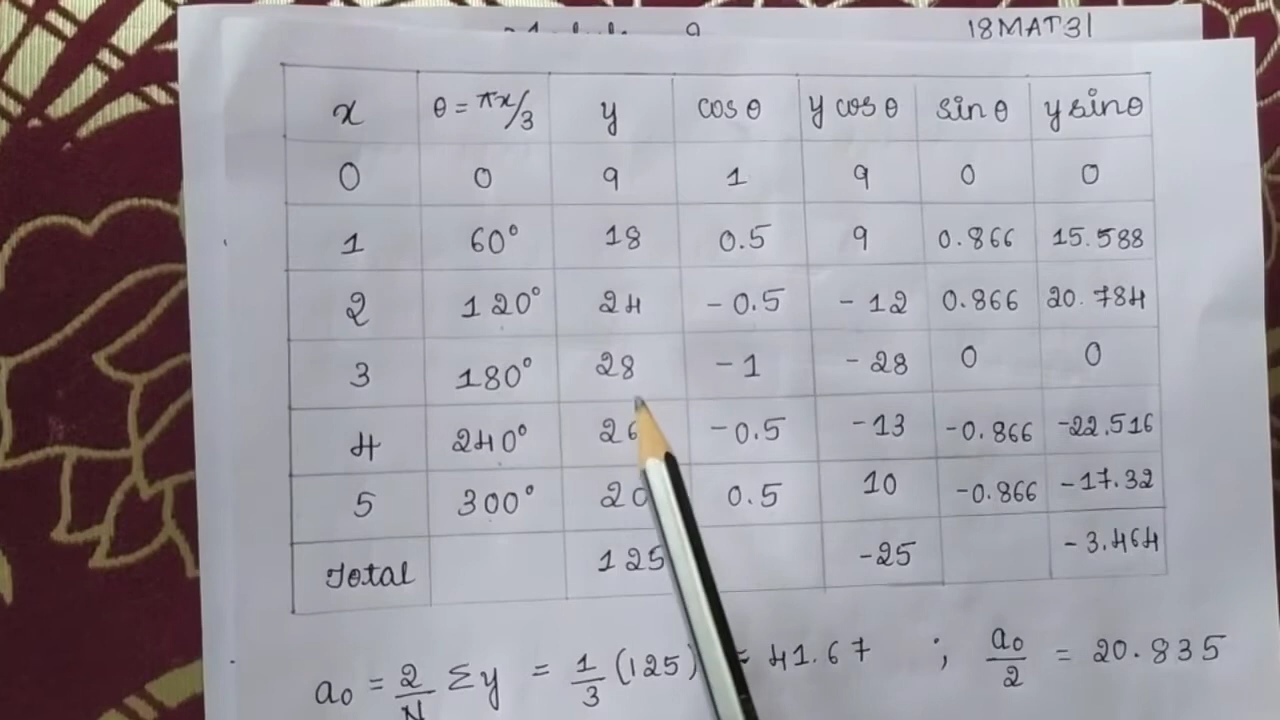 18MAT31
x θ = πx/3 y cos θ y cos θ sin θ y sin θ
0 0 9 1 9 0 0
1 60° 18 0.5 9 0.866 15.588
2 120° 24 -0.5 -12 0.866 20.784
3 180° 28 -1 -28 0 0
4 240° 26 -0.5 -13 -0.866 -22.516
5 300° 20 0.5 10 -0.866 -17.32
Total 125 -25 -3.464
a₀ = 2/N Σy = 1/3 (125) = 41.67 ; a₀/2 = 20.835